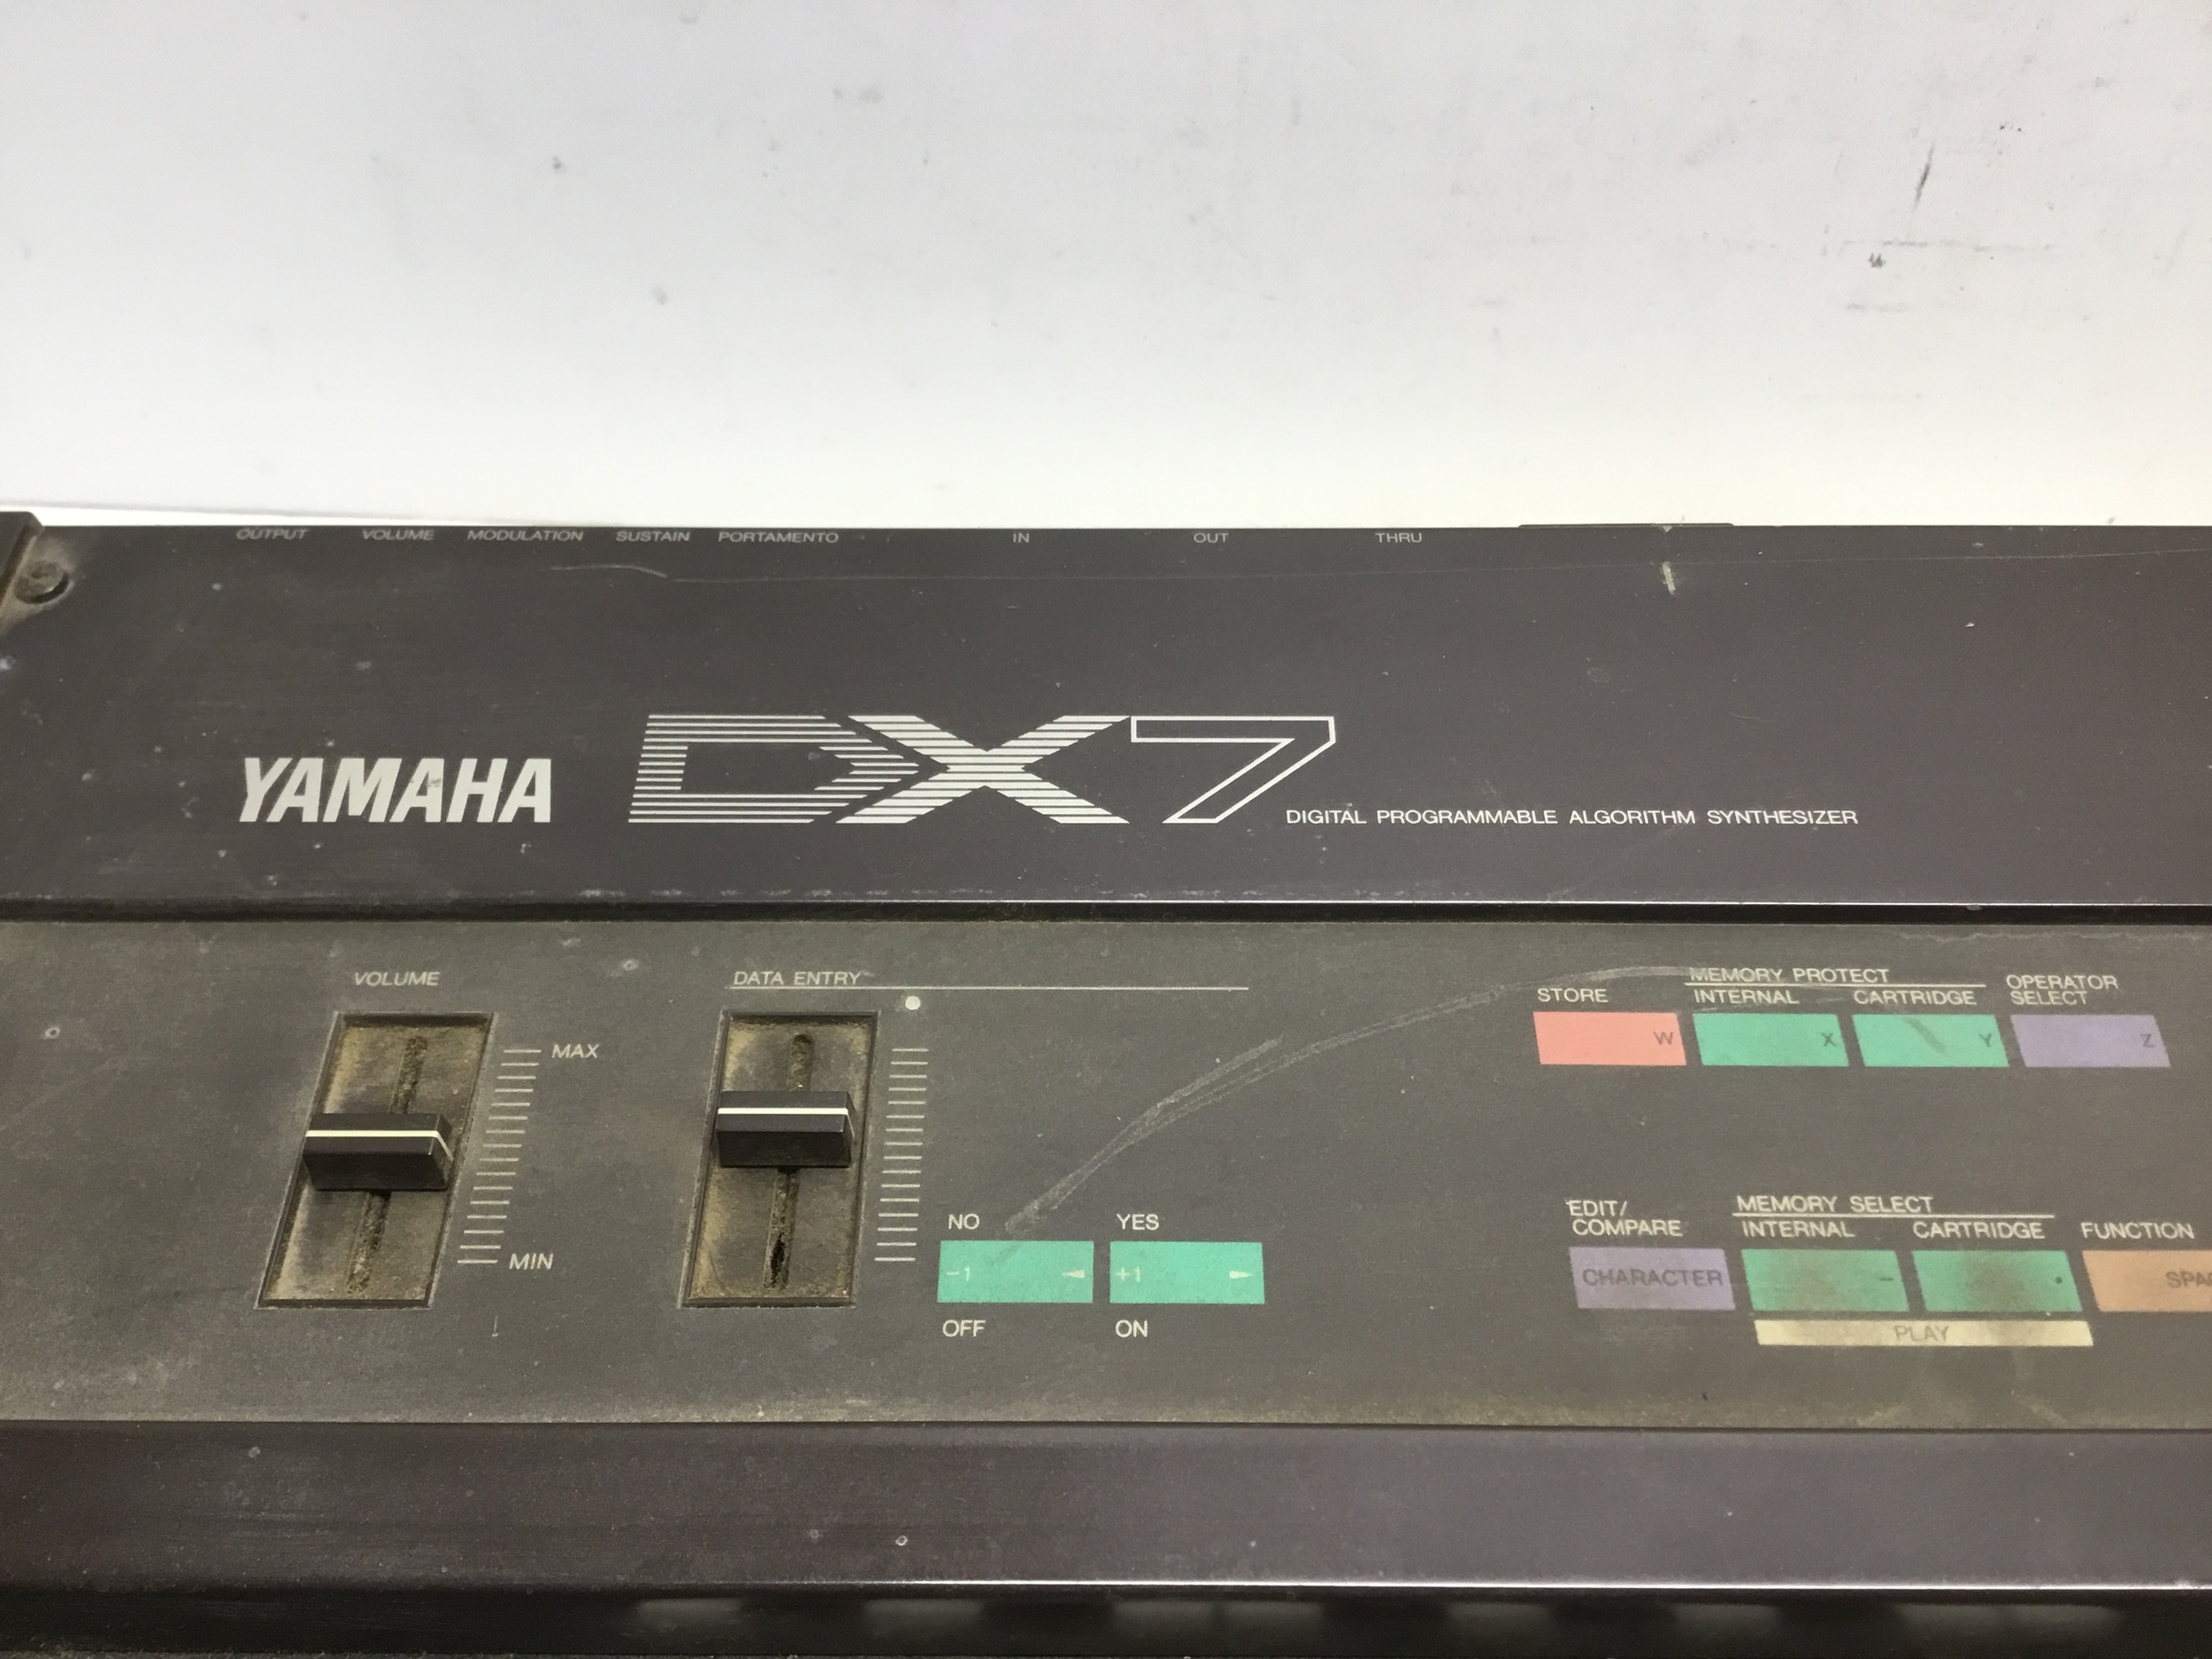 OUTPUT VOLUME MODULATION SUSTAIN PORTAMENTO IN OUT THRU
YAMAHA DX7 DIGITAL PROGRAMMABLE ALGORITHM SYNTHESIZER
VOLUME
MAX
MIN
DATA ENTRY
NO YES
-1 +1
OFF ON
MEMORY PROTECT
STORE INTERNAL CARTRIDGE OPERATOR SELECT
W X Y Z
MEMORY SELECT
EDIT/
COMPARE INTERNAL CARTRIDGE FUNCTION
CHARACTER - .
PLAY